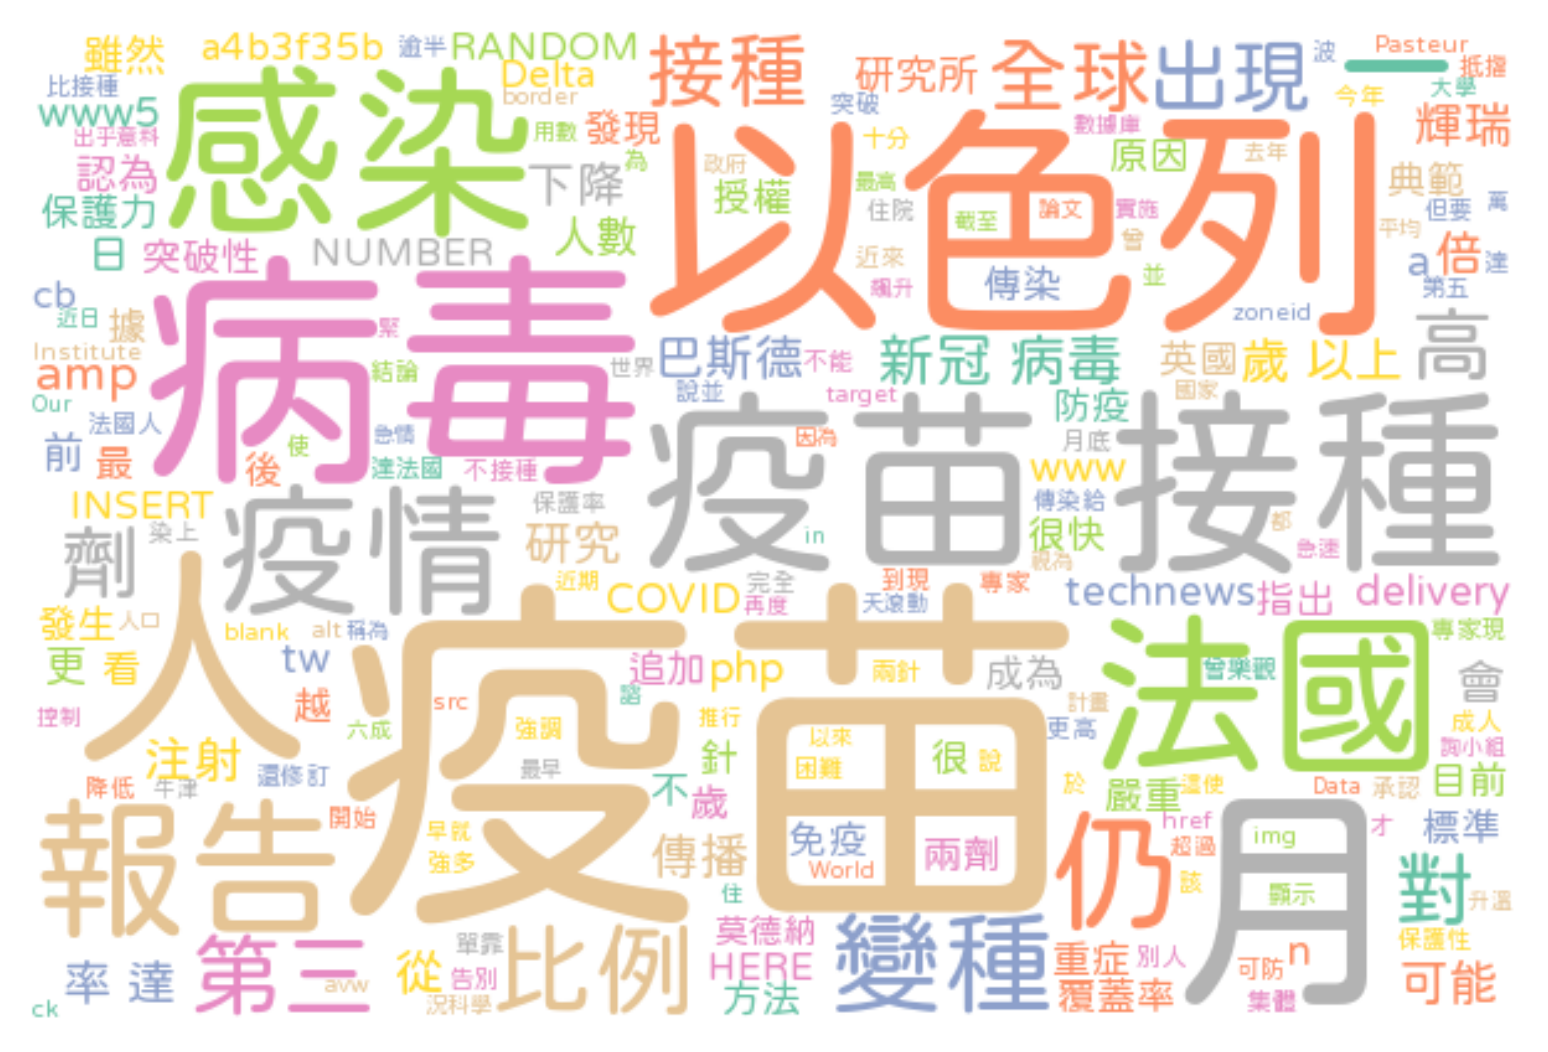 雖然 a4b3f35b 逾半 RANDOM 接種 研究所 全球 出現 波 Pasteur
比接種 感染 Delta 一 抵擋
www5 border 突破 今年 大學
出乎意料 用數 發現 以色列 十分 數據庫 輝瑞
認為 下降 為 政府 最高 原因 去年 典範
保護力 授權 住院 截至 論文 實施 但要 萬
日 突破性 NUMBER 人數 近來 曾 平均 倍
cb 病毒 飆升 傳染 並 a 達 第五
近日 據 緊 zoneid 高
Institute 結論 世界 巴斯德 不能 新冠 病毒 英國 歲 以上
amp 說並 target 國家
Our 法國人 使 急情 疫苗 因為 防疫 接種
前 最 後 達法國 不接種 月底 www
INSERT 疫情 保護率 傳染給
劑 染上 研究 in 很快 都 急速
人 近期 COVID 完全 到現 專家 視為
再度 天滾動 technews 指出 delivery
發生 人口 blank alt 稱為 疫苗 法國 專家現
更 看 tw 追加 php 兩針 成為 曾樂觀 會
控制 越 六成 src 諮 強調 推行 以來 計畫 更高 成人
注射 還修訂 最早 針 困難 很 說 詢小組
降低 牛津 不 歲 於 嚴重 這使 Data 承認 目前
報告 開始 早就 免疫 兩劑 仍 href 月 img 才 標準
強多 傳播 World 超過 該 顯示 對 升溫
住 保護性
第三 單靠 比例 莫德納 變種 重症 別人 可防 n
率 達 avw 從 告別 HERE 可能
ck 況科學 方法 覆蓋率 集體